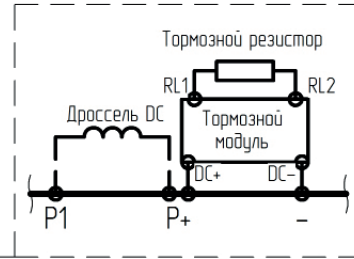 Тормозной резистор
RL1 RL2
Дроссель DC
Тормозной
модуль
DC+ DC-
P1 P+ -